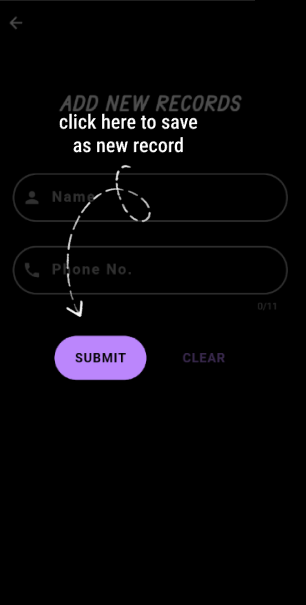 ADD NEW RECORDS
click here to save
as new record
Name
Phone No.
0/11
SUBMIT
CLEAR